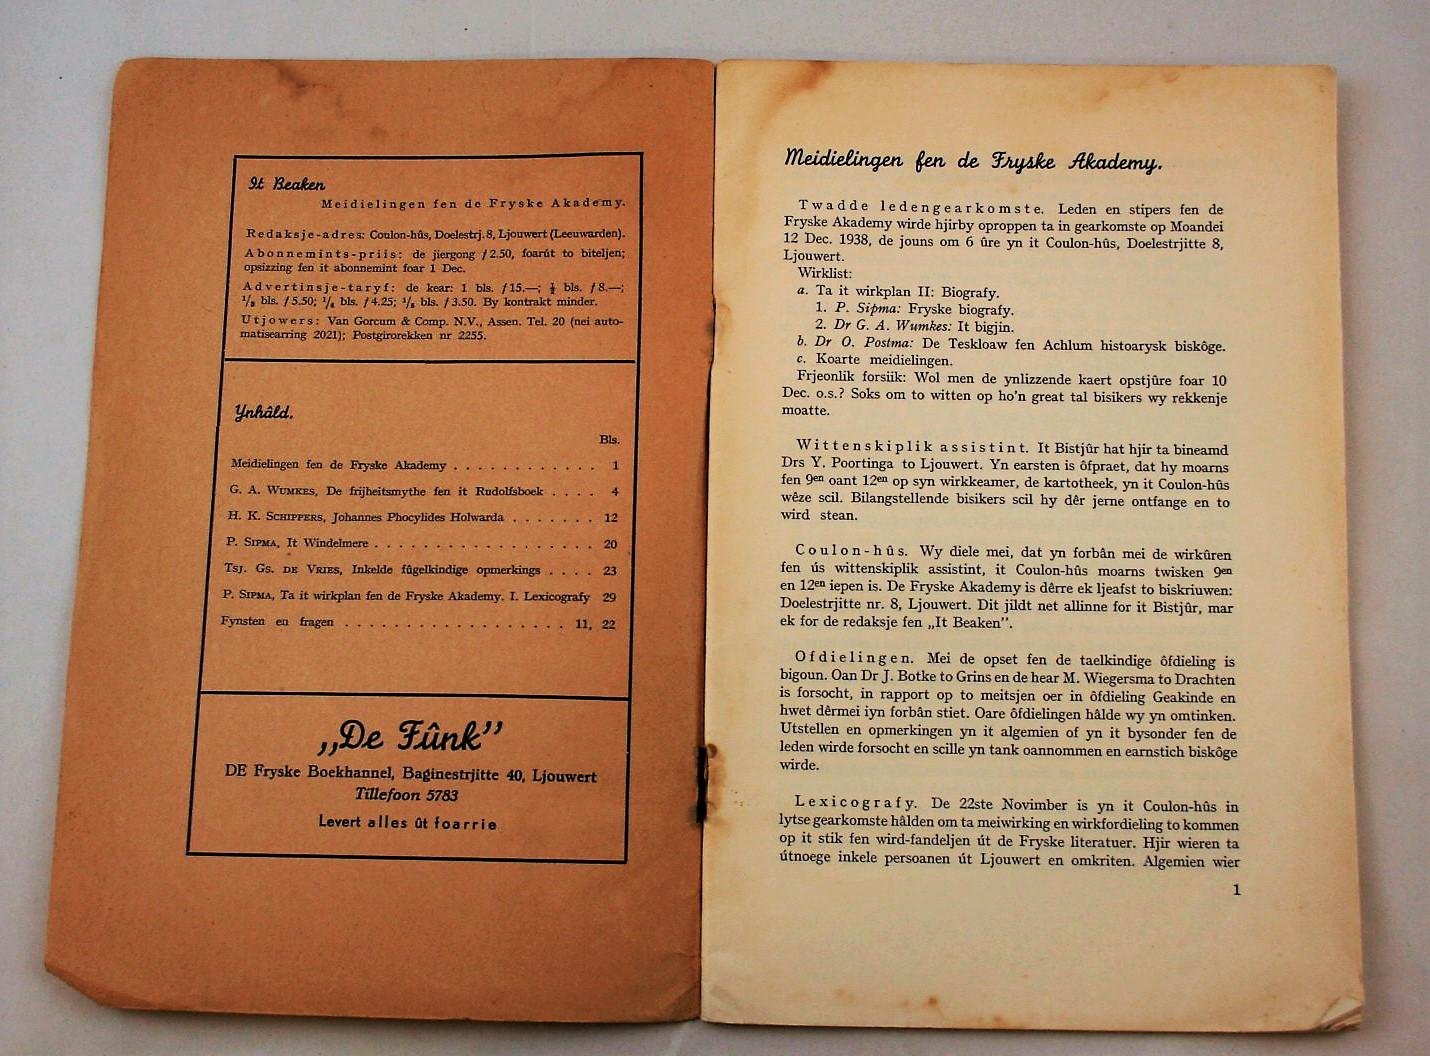 It Beaken
Meidielingen fen de Fryske Akademy.
Redaksje-adres: Coulon-hûs, Doelestrj. 8, Ljouwert (Leeuwarden).
Abonnemints-priis: de jiergong ƒ 2.50, foarút to biteljen;
opsizzing fen it abonnemint foar 1 Dec.
Advertinsje-taryf: de kear: 1 bls. ƒ 15.—; ½ bls. ƒ 8.—;
⅓ bls. ƒ 5.50; ¼ bls. ƒ 4.25; ⅕ bls. ƒ 3.50. By kontrakt minder.
Utjowers: Van Gorcum & Comp. N.V., Assen. Tel. 20 (nei auto-
matisearring 2021); Postgirorekken nr 2255.
Ynhâld.
Bls.
Meidielingen fen de Fryske Akademy . . . . . . . . . . . . 1
G. A. WUMKES, De frijheitsmythe fen it Rudolfsboek . . . . 4
H. K. SCHIPPERS, Johannes Phocylides Holwarda . . . . . . . 12
P. SIPMA, It Windelmere . . . . . . . . . . . . . . . . . 20
TSJ. GS. DE VRIES, Inkelde fûgelkindige opmerkings . . . . 23
P. SIPMA, Ta it wirkplan fen de Fryske Akademy. I. Lexicografy 29
Fynsten en fragen . . . . . . . . . . . . . . . . . 11, 22
„De Fûnk”
DE Fryske Boekhannel, Baginestrjitte 40, Ljouwert
Tillefoon 5783
Levert alles út foarrie
Meidielingen fen de Fryske Akademy.
Twadde ledengearkomste. Leden en stipers fen de
Fryske Akademy wirde hjirby oproppen ta in gearkomste op Moandei
12 Dec. 1938, de jouns om 6 ûre yn it Coulon-hûs, Doelestrjitte 8,
Ljouwert.
Wirklist:
a. Ta it wirkplan II: Biografy.
1. P. Sipma: Fryske biografy.
2. Dr G. A. Wumkes: It bigjin.
b. Dr O. Postma: De Teskloaw fen Achlum histoarysk biskôge.
c. Koarte meidielingen.
Frjeonlik forsiik: Wol men de ynlizzende kaert opstjûre foar 10
Dec. o.s.? Soks om to witten op ho'n great tal bisikers wy rekkenje
moatte.
Wittenskiplik assistint. It Bistjûr hat hjir ta bineamd
Drs Y. Poortinga to Ljouwert. Yn earsten is ôfpraet, dat hy moarns
fen 9en oant 12en op syn wirkkeamer, de kartotheek, yn it Coulon-hûs
wêze scil. Bilangstellende bisikers scil hy dêr jerne ontfange en to
wird stean.
Coulon-hûs. Wy diele mei, dat yn forbân mei de wirkûren
fen ús wittenskiplik assistint, it Coulon-hûs moarns twisken 9en
en 12en iepen is. De Fryske Akademy is dêrre ek ljeafst to biskriuwen:
Doelestrjitte nr. 8, Ljouwert. Dit jildt net allinne for it Bistjûr, mar
ek for de redaksje fen „It Beaken”.
Ofdielingen. Mei de opset fen de taelkindige ôfdieling is
bigoun. Oan Dr J. Botke to Grins en de hear M. Wiegersma to Drachten
is forsocht, in rapport op to meitsjen oer in ôfdieling Geakinde en
hwet dêrmei iyn forbân stiet. Oare ôfdielingen hâlde wy yn omtinken.
Utstellen en opmerkingen yn it algemien of yn it bysonder fen de
leden wirde forsocht en scille yn tank oannommen en earnstich biskôge
wirde.
Lexicografy. De 22ste Novimber is yn it Coulon-hûs in
lytse gearkomste hâlden om ta meiwirking en wirkfordieling to kommen
op it stik fen wird-fandeljen út de Fryske literatuer. Hjir wieren ta
útnoege inkele persoanen út Ljouwert en omkriten. Algemien wier
1